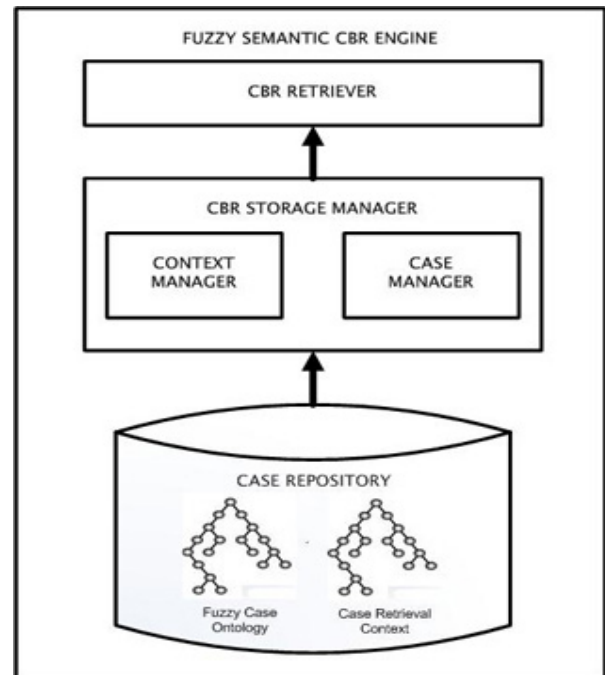 FUZZY SEMANTIC CBR ENGINE
CBR RETRIEVER
CBR STORAGE MANAGER
CONTEXT
MANAGER
CASE
MANAGER
CASE REPOSITORY
Fuzzy Case
Ontology
Case Retrieval
Context